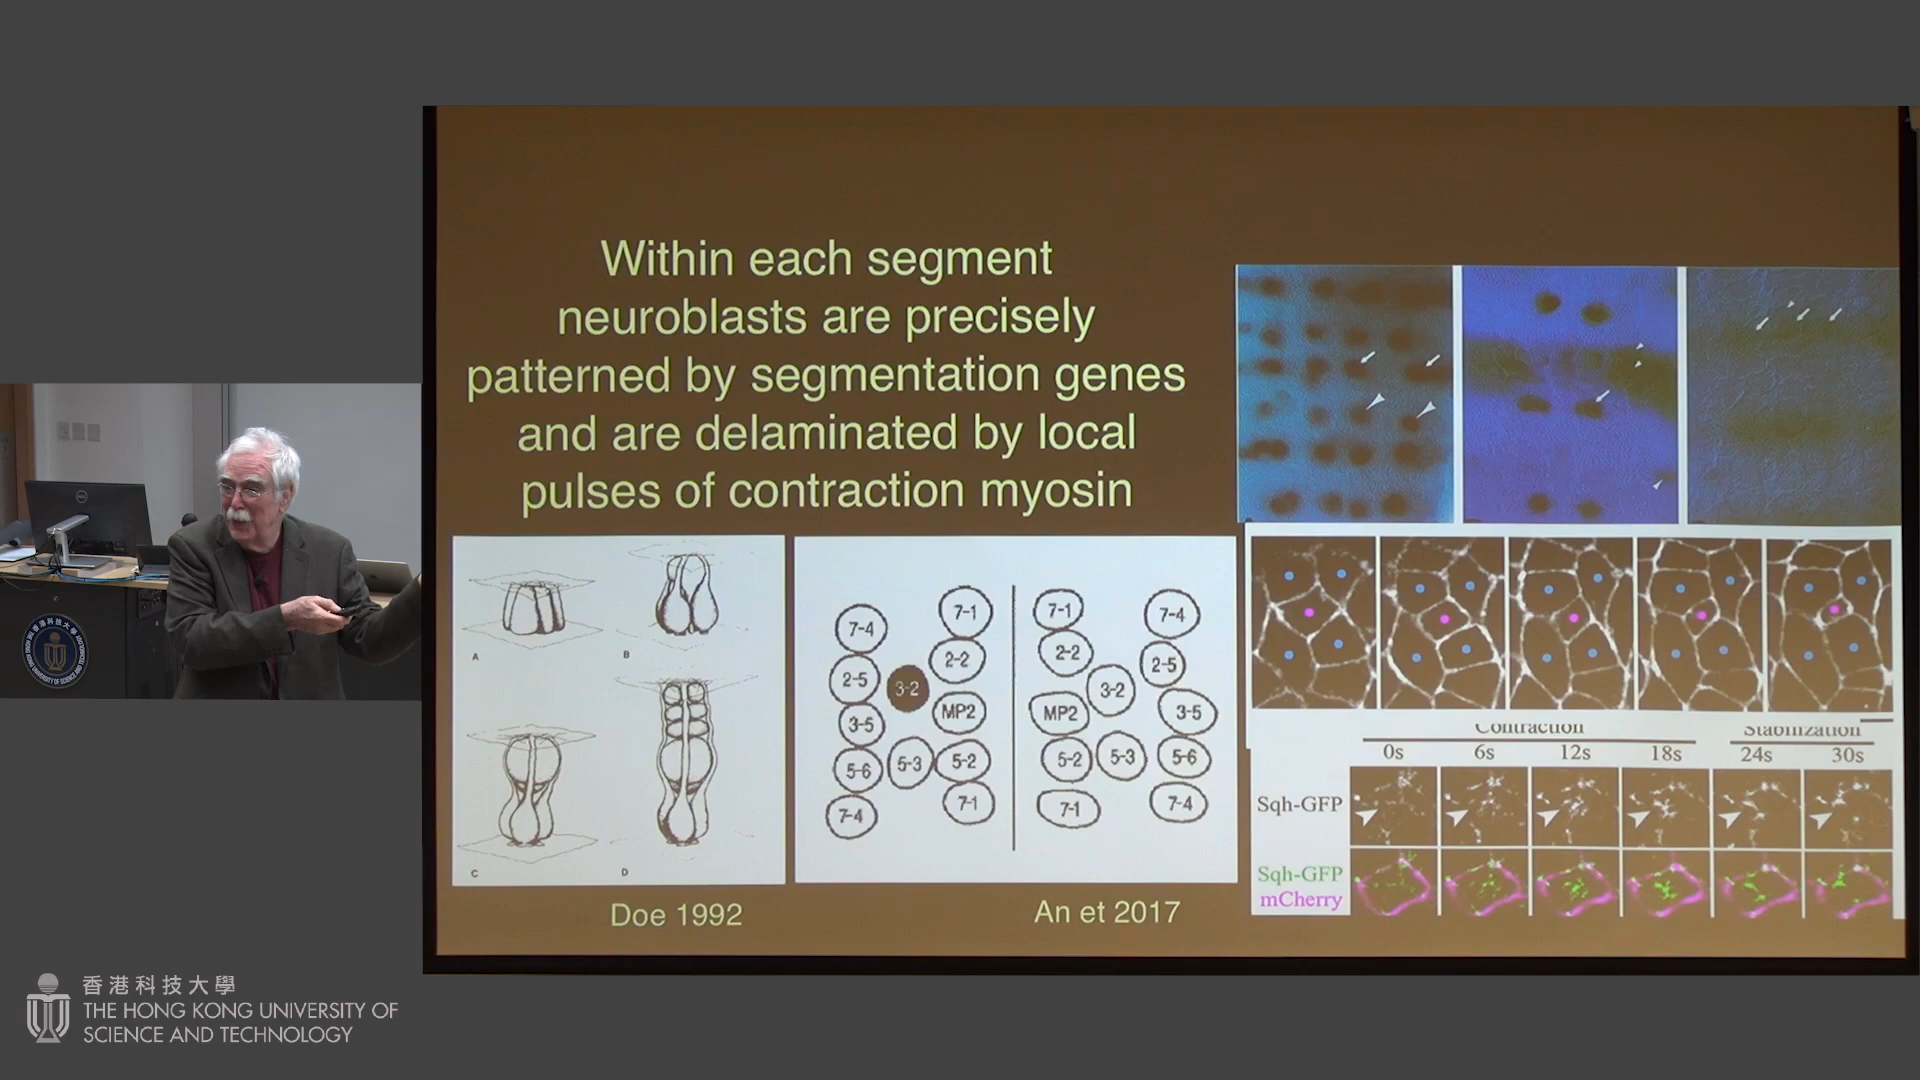 Within each segment
neuroblasts are precisely
patterned by segmentation genes
and are delaminated by local
pulses of contraction myosin
A
B
C
D
Doe 1992
7-4
7-1
2-5
3-2
2-2
3-5
MP2
5-6
5-3
5-2
7-4
7-1
7-1
7-4
2-2
2-5
3-2
MP2
3-5
5-2
5-3
5-6
7-1
7-4
An et 2017
Contraction
Stabilization
0s 6s 12s 18s 24s 30s
Sqh-GFP
Sqh-GFP
mCherry
DELL
香港科技大學
THE HONG KONG UNIVERSITY OF
SCIENCE AND TECHNOLOGY